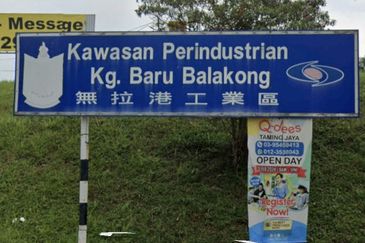 - Message
29
Kawasan Perindustrian
Kg. Baru Balakong
無拉港工業區
Q-dees
TAMING JAYA
OPEN DAY
Register
Now!